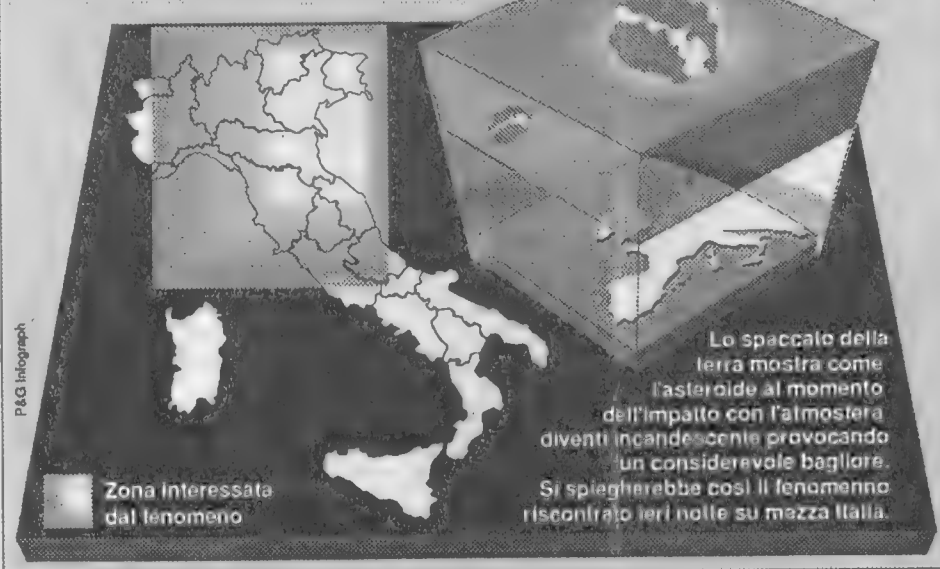 P&G Infograph
Zona interessata
dal fenomeno
Lo spaccato della
terra mostra come
l'asteroide al momento
dell'impatto con l'atmosfera
diventi incandescente provocando
un considerevole bagliore.
Si spiegherebbe così il fenomenno
riscontrato ieri notte su mezza Italia.